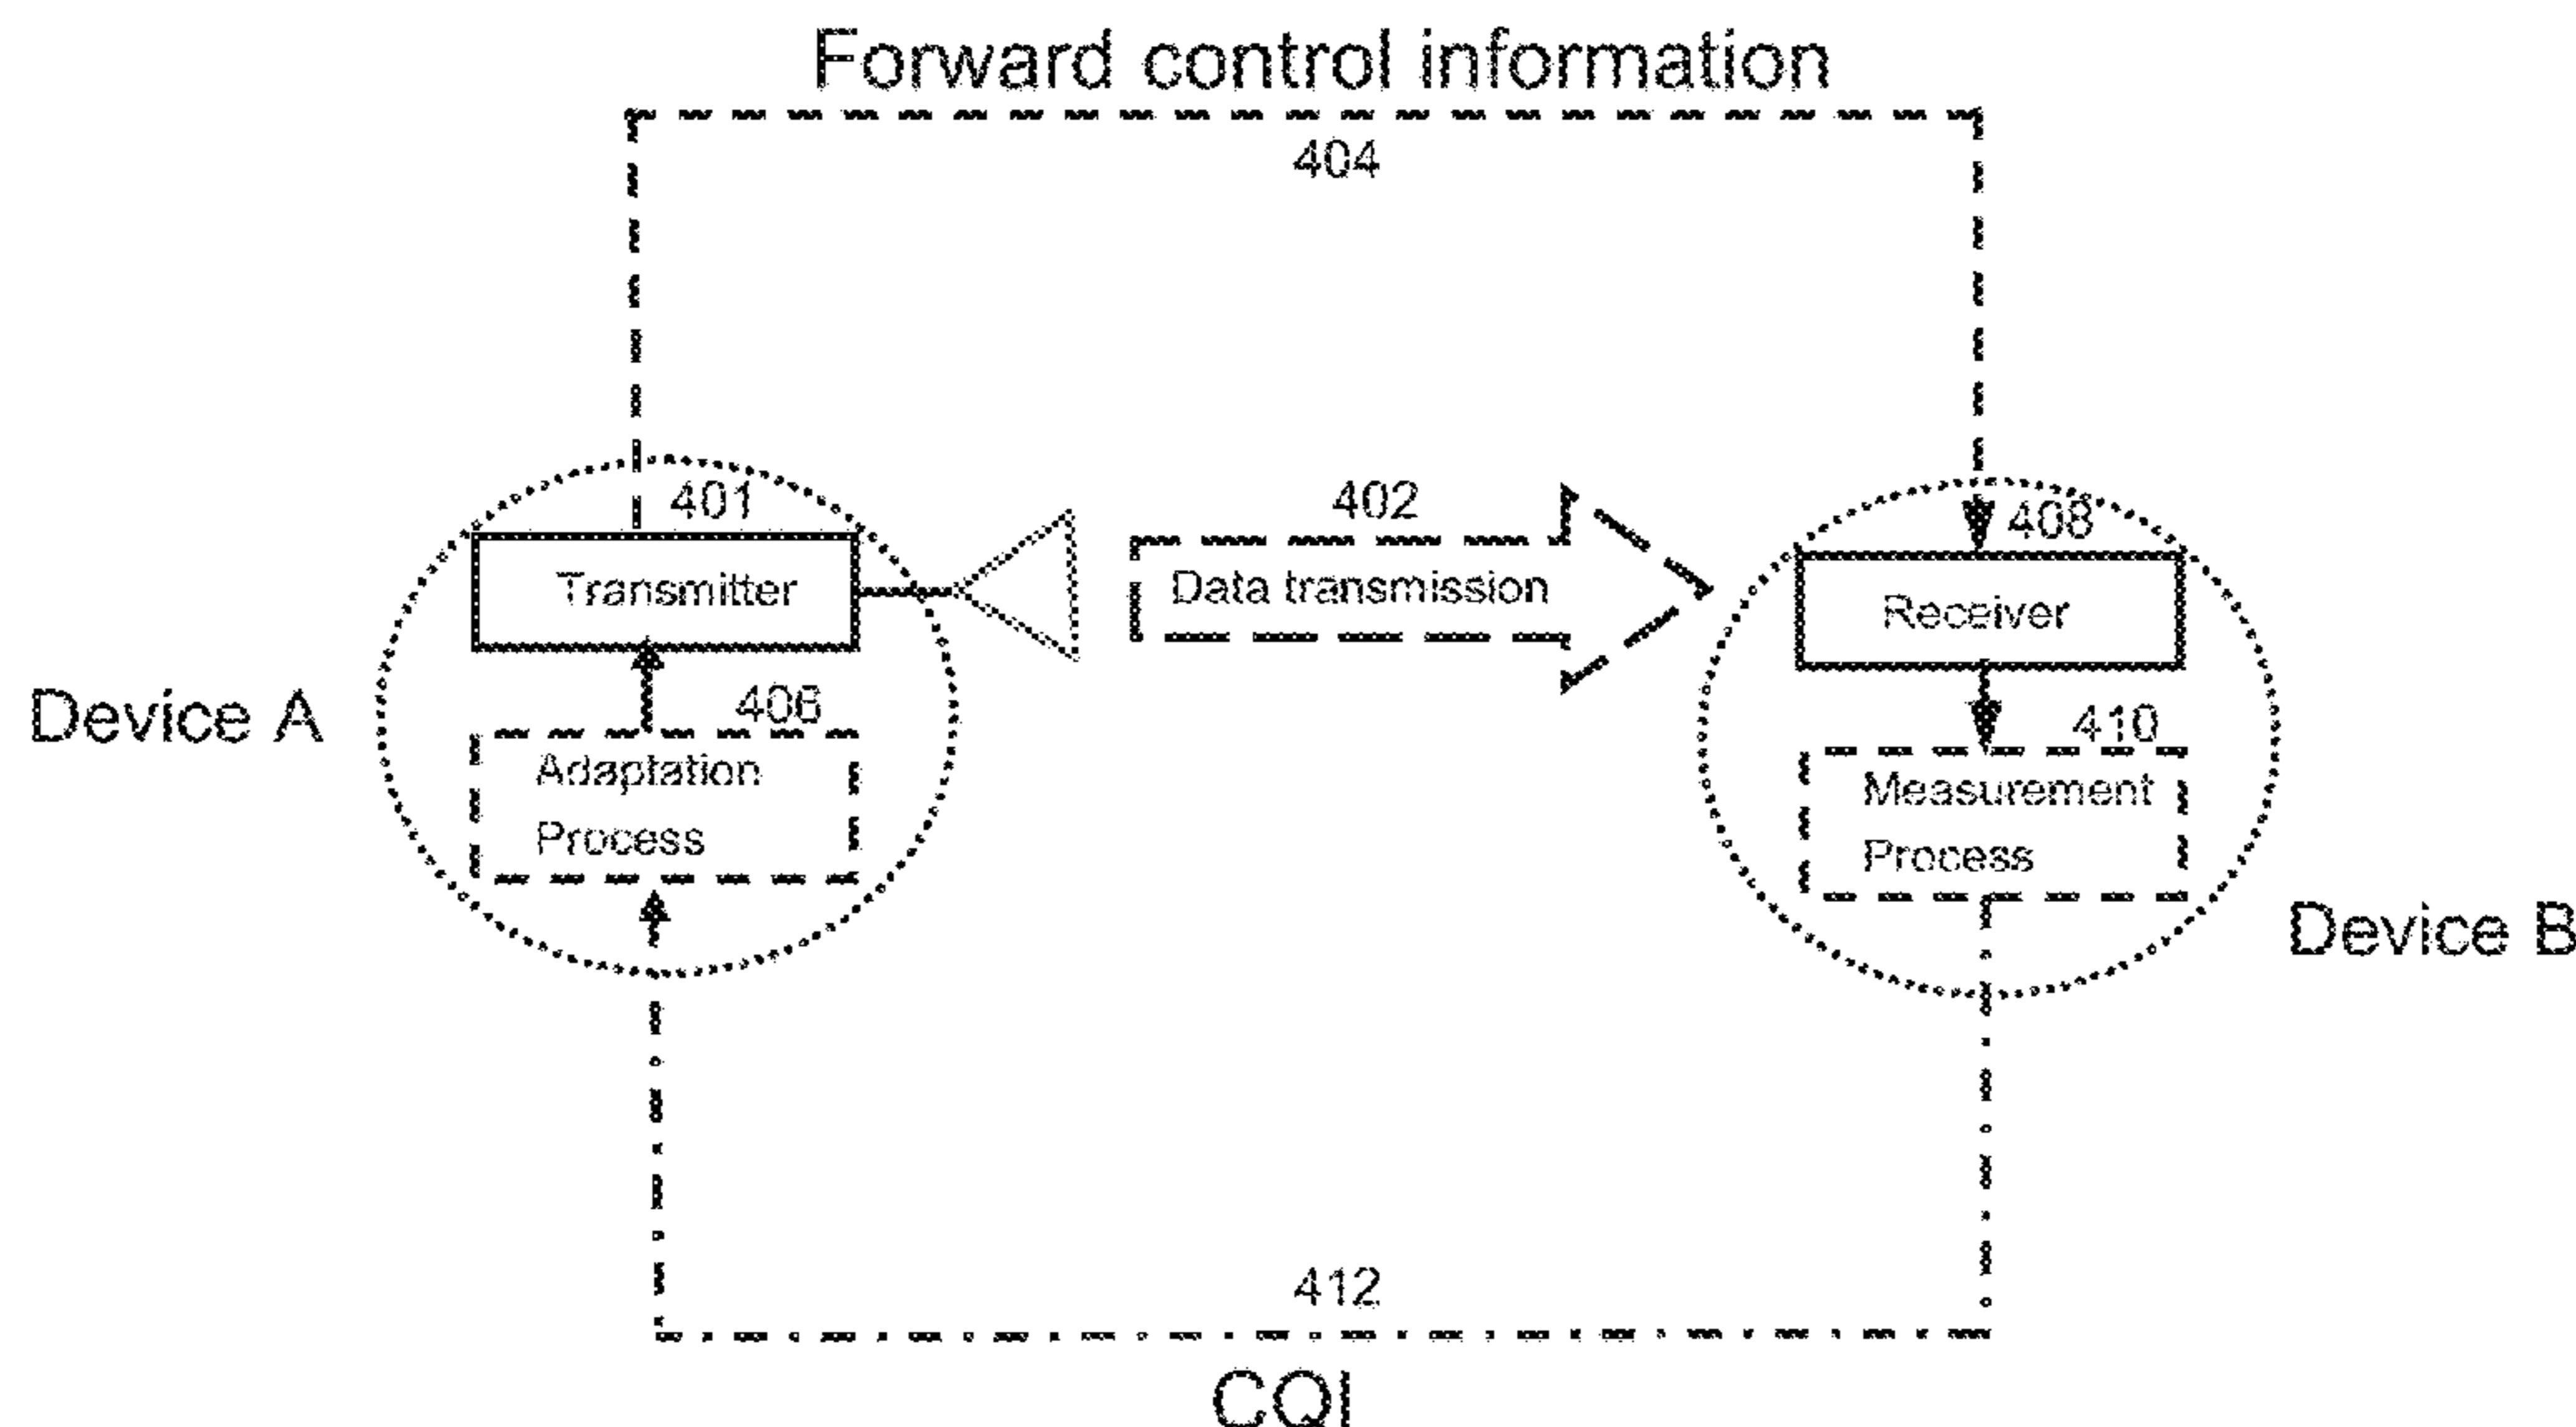 Forward control information
404
401
402
408
Transmitter
Data transmission
Receiver
Device A
406
410
Adaptation
Process
Measurement
Process
Device B
412
CQI